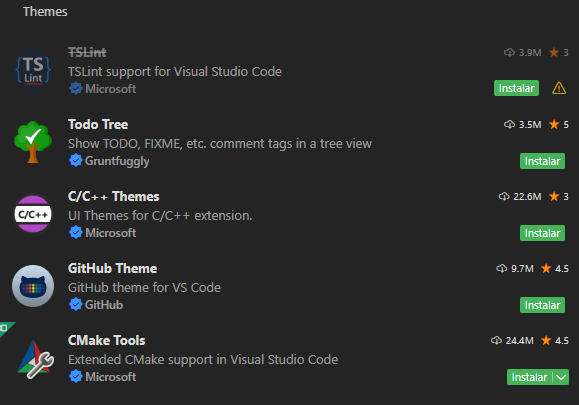 Themes
TSLint 3.9M 3
TS
Lint
TSLint support for Visual Studio Code
Microsoft Instalar
Todo Tree 3.5M 5
Show TODO, FIXME, etc. comment tags in a tree view
Gruntfuggly Instalar
C/C++ Themes 22.6M 3
C/C++
UI Themes for C/C++ extension.
Microsoft Instalar
GitHub Theme 9.7M 4.5
GitHub theme for VS Code
GitHub Instalar
CMake Tools 24.4M 4.5
Extended CMake support in Visual Studio Code
Microsoft Instalar